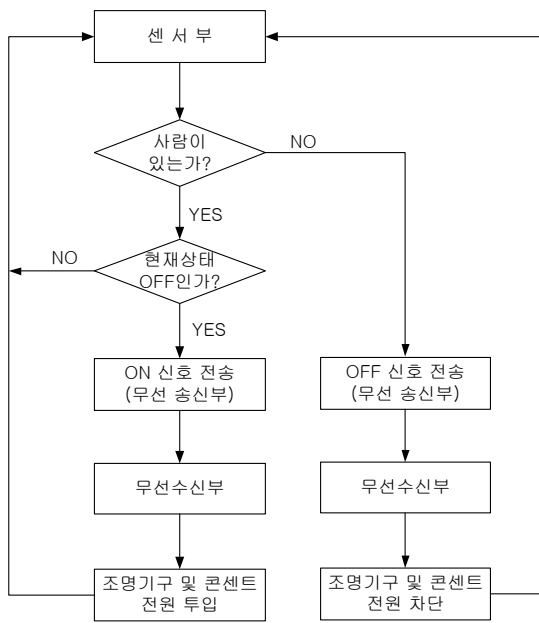 센 서 부
사람이
있는가?
NO
YES
현재상태
OFF인가?
NO
YES
ON 신호 전송
(무선 송신부)
OFF 신호 전송
(무선 송신부)
무선수신부
무선수신부
조명기구 및 콘센트
전원 투입
조명기구 및 콘센트
전원 차단